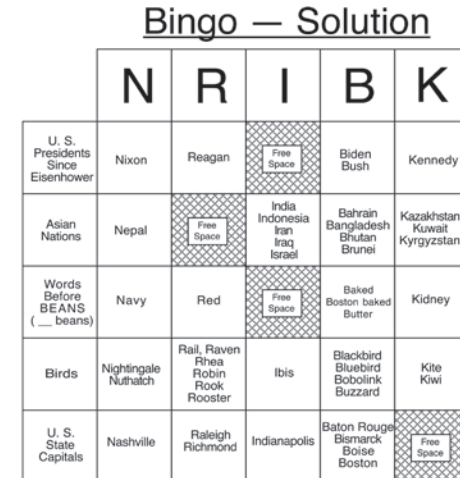 Bingo — Solution
N R I B K
U. S.
Presidents
Since
Eisenhower
Nixon
Reagan
Free
Space
Biden
Bush
Kennedy
Asian
Nations
Nepal
Free
Space
India
Indonesia
Iran
Iraq
Israel
Bahrain
Bangladesh
Bhutan
Brunei
Kazakhstan
Kuwait
Kyrgyzstan
Words
Before
BEANS
( __ beans)
Navy
Red
Free
Space
Baked
Boston baked
Butter
Kidney
Birds
Nightingale
Nuthatch
Rail, Raven
Rhea
Robin
Rook
Rooster
Ibis
Blackbird
Bluebird
Bobolink
Buzzard
Kite
Kiwi
U. S.
State
Capitals
Nashville
Raleigh
Richmond
Indianapolis
Baton Rouge
Bismarck
Boise
Boston
Free
Space